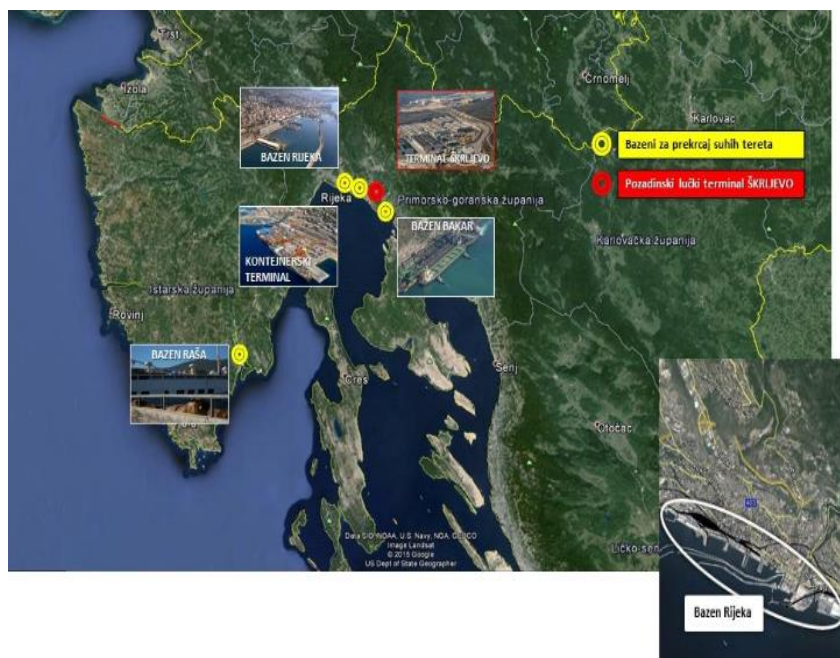 Trst
Izola
Črnomelj
Karlovac
BAZEN RIJEKA
TERMINAL ŠKRLJEVO
Bazeni za prekrcaj suhih tereta
Pozadinski lučki terminal ŠKRLJEVO
Rijeka
Primorsko-goranska županija
BAZEN BAKAR
KONTEJNERSKI
TERMINAL
Karlovačka županija
Istarska županija
Rovinj
BAZEN RAŠA
Cres
Senj
Otočac
Data SIO, NOAA, U.S. Navy, NGA, GEBCO
Image Landsat
© 2015 Google
US Dept of State Geographer
Ličko-sen
Bazen Rijeka